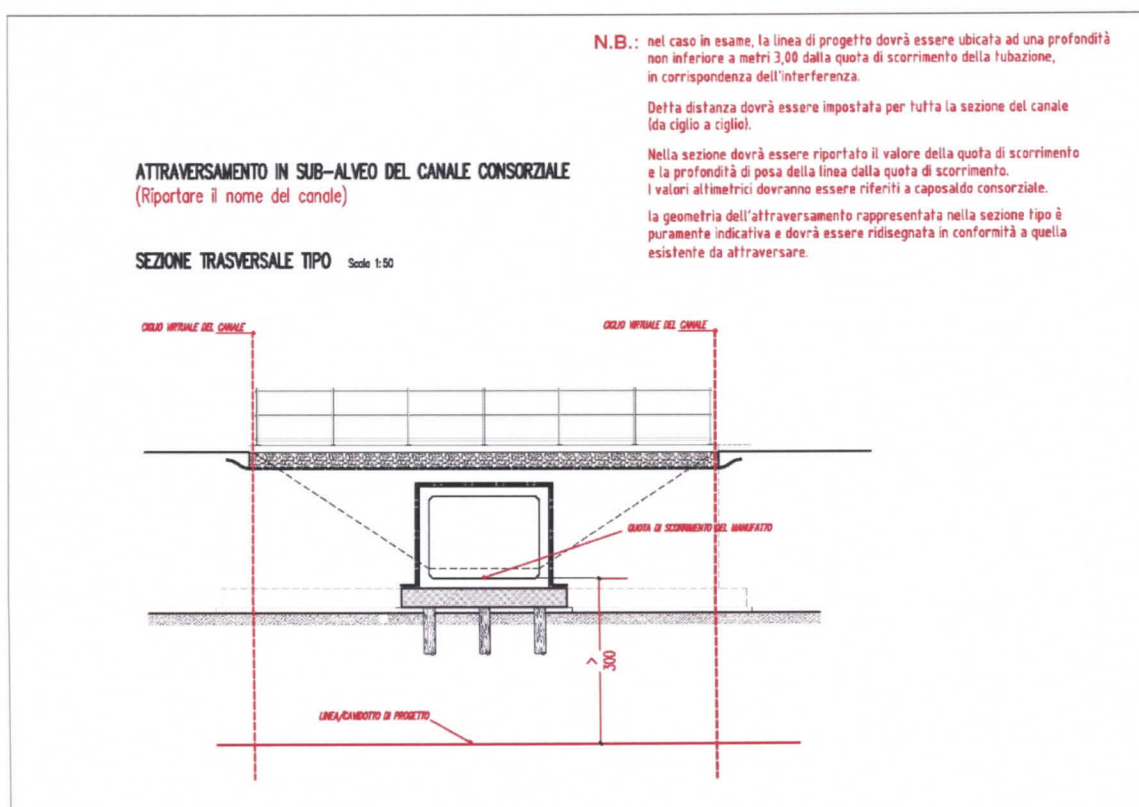 N.B.: nel caso in esame, la linea di progetto dovrà essere ubicata ad una profondità
non inferiore a metri 3,00 dalla quota di scorrimento della tubazione,
in corrispondenza dell'interferenza.
Detta distanza dovrà essere impostata per tutta la sezione del canale
(da ciglio a ciglio).
Nella sezione dovrà essere riportato il valore della quota di scorrimento
e la profondità di posa della linea dalla quota di scorrimento.
I valori altimetrici dovranno essere riferiti a caposaldo consorziale.
la geometria dell'attraversamento rappresentata nella sezione tipo è
puramente indicativa e dovrà essere ridisegnata in conformità a quella
esistente da attraversare.
ATTRAVERSAMENTO IN SUB-ALVEO DEL CANALE CONSORZIALE
(Riportare il nome del canale)
SEZIONE TRASVERSALE TIPO Scala 1:50
CIGLIO VIRTUALE DEL CANALE
CIGLIO VIRTUALE DEL CANALE
QUOTA DI SCORRIMENTO DEL MANUFATTO
> 300
LINEA/CAVIDOTTO DI PROGETTO